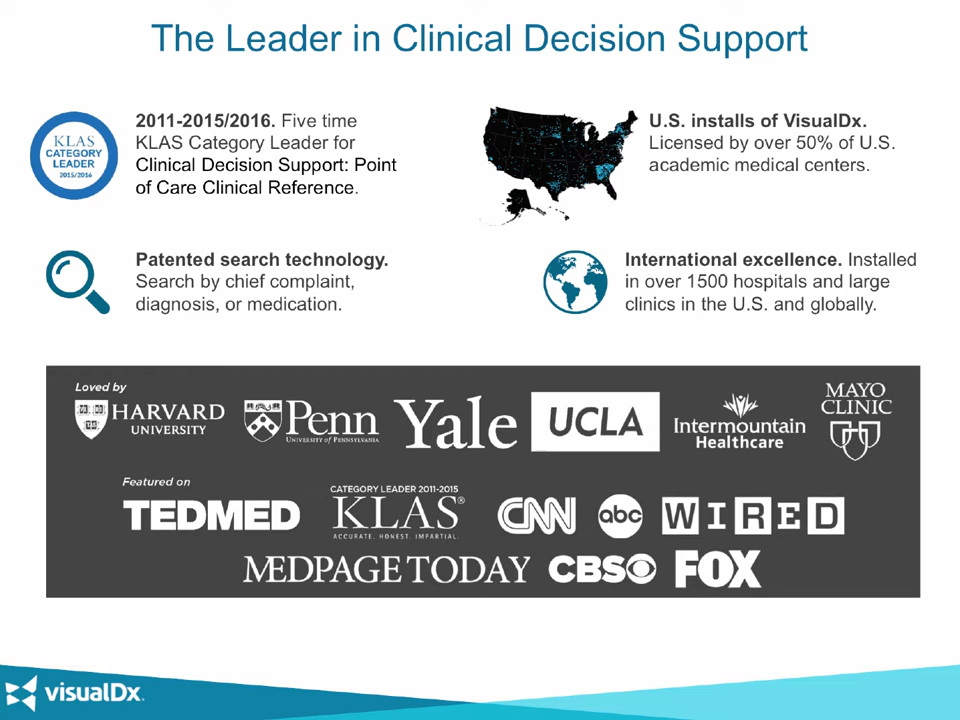 The Leader in Clinical Decision Support
KLAS
CATEGORY
LEADER
2015/2016
2011-2015/2016. Five time
KLAS Category Leader for
Clinical Decision Support: Point
of Care Clinical Reference.
U.S. installs of VisualDx.
Licensed by over 50% of U.S.
academic medical centers.
Patented search technology.
Search by chief complaint,
diagnosis, or medication.
International excellence. Installed
in over 1500 hospitals and large
clinics in the U.S. and globally.
Loved by
HARVARD
UNIVERSITY
Penn
UNIVERSITY OF PENNSYLVANIA
Yale
UCLA
Intermountain
Healthcare
MAYO
CLINIC
Featured on
TEDMED
CATEGORY LEADER 2011-2015
KLAS®
ACCURATE. HONEST. IMPARTIAL.
CNN
abc
WIRED
MEDPAGE TODAY
CBS
FOX
visualDx.